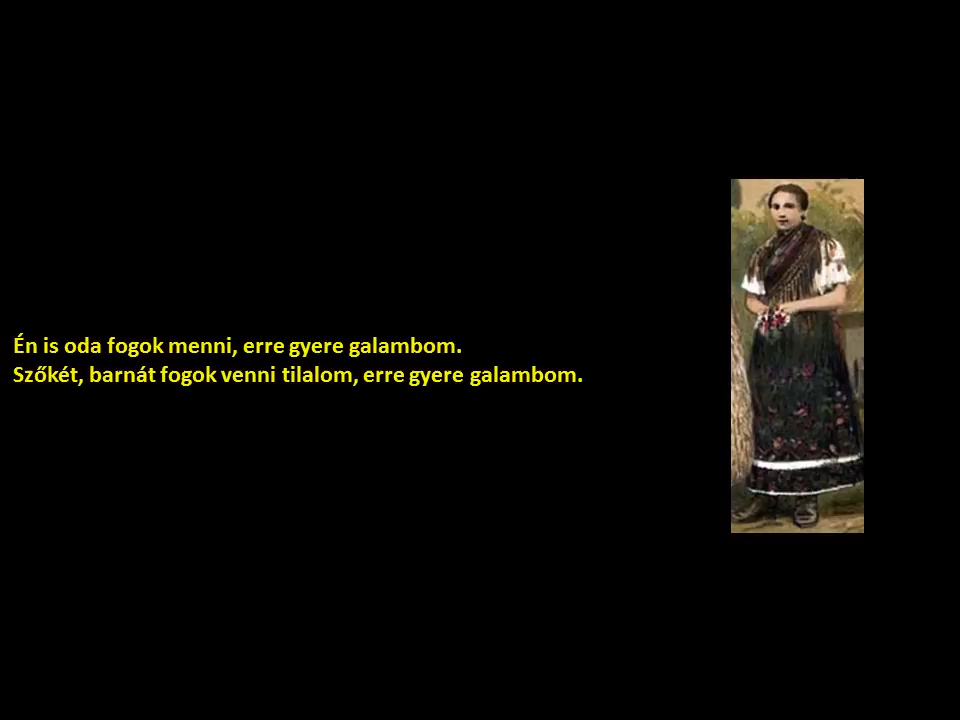 Én is oda fogok menni, erre gyere galambom.
Szőkét, barnát fogok venni tilalom, erre gyere galambom.